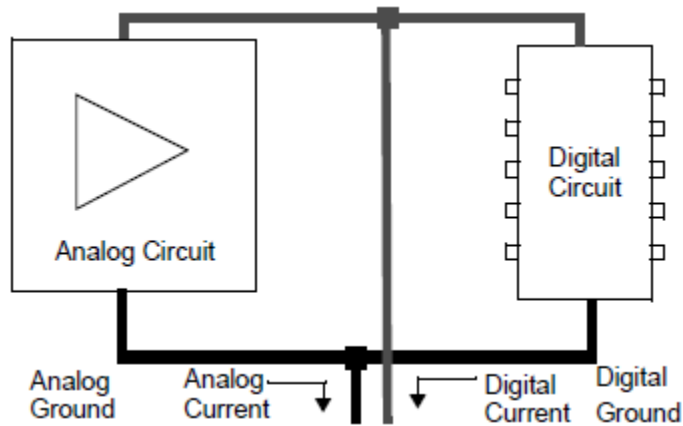 Digital
Circuit
Analog Circuit
Analog
Ground
Analog
Current
Digital
Current
Digital
Ground